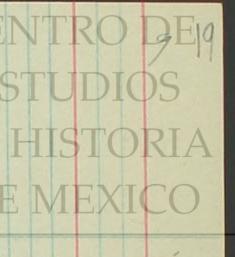 ENTRO DE
19
STUDIOS
HISTORIA
E MEXICO